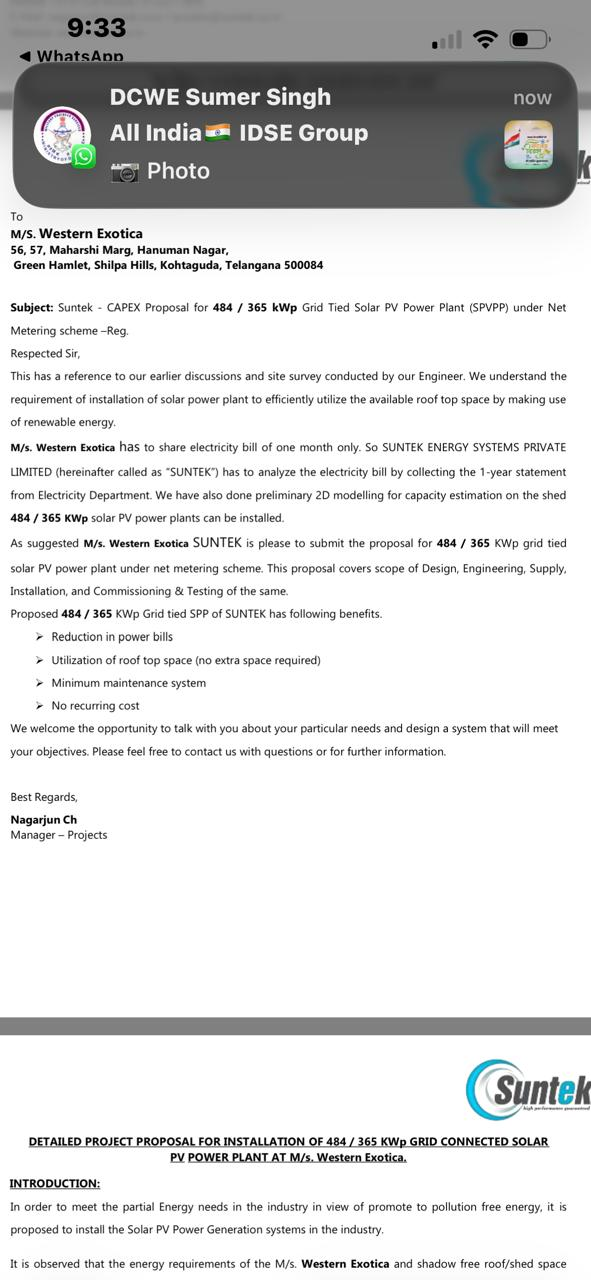 9:33
◀ WhatsApp
DCWE Sumer Singh
now
All India🇮🇳 IDSE Group
📷 Photo
To
M/S. Western Exotica
56, 57, Maharshi Marg, Hanuman Nagar,
Green Hamlet, Shilpa Hills, Kohtaguda, Telangana 500084
Subject: Suntek - CAPEX Proposal for 484 / 365 kWp Grid Tied Solar PV Power Plant (SPVPP) under Net
Metering scheme –Reg.
Respected Sir,
This has a reference to our earlier discussions and site survey conducted by our Engineer. We understand the
requirement of installation of solar power plant to efficiently utilize the available roof top space by making use
of renewable energy.
M/s. Western Exotica has to share electricity bill of one month only. So SUNTEK ENERGY SYSTEMS PRIVATE
LIMITED (hereinafter called as “SUNTEK”) has to analyze the electricity bill by collecting the 1-year statement
from Electricity Department. We have also done preliminary 2D modelling for capacity estimation on the shed
484 / 365 KWp solar PV power plants can be installed.
As suggested M/s. Western Exotica SUNTEK is please to submit the proposal for 484 / 365 KWp grid tied
solar PV power plant under net metering scheme. This proposal covers scope of Design, Engineering, Supply,
Installation, and Commissioning & Testing of the same.
Proposed 484 / 365 KWp Grid tied SPP of SUNTEK has following benefits.
➢ Reduction in power bills
➢ Utilization of roof top space (no extra space required)
➢ Minimum maintenance system
➢ No recurring cost
We welcome the opportunity to talk with you about your particular needs and design a system that will meet
your objectives. Please feel free to contact us with questions or for further information.
Best Regards,
Nagarjun Ch
Manager – Projects
Suntek
high performance guaranteed
DETAILED PROJECT PROPOSAL FOR INSTALLATION OF 484 / 365 KWp GRID CONNECTED SOLAR
PV POWER PLANT AT M/s. Western Exotica.
INTRODUCTION:
In order to meet the partial Energy needs in the industry in view of promote to pollution free energy, it is
proposed to install the Solar PV Power Generation systems in the industry.
It is observed that the energy requirements of the M/s. Western Exotica and shadow free roof/shed space